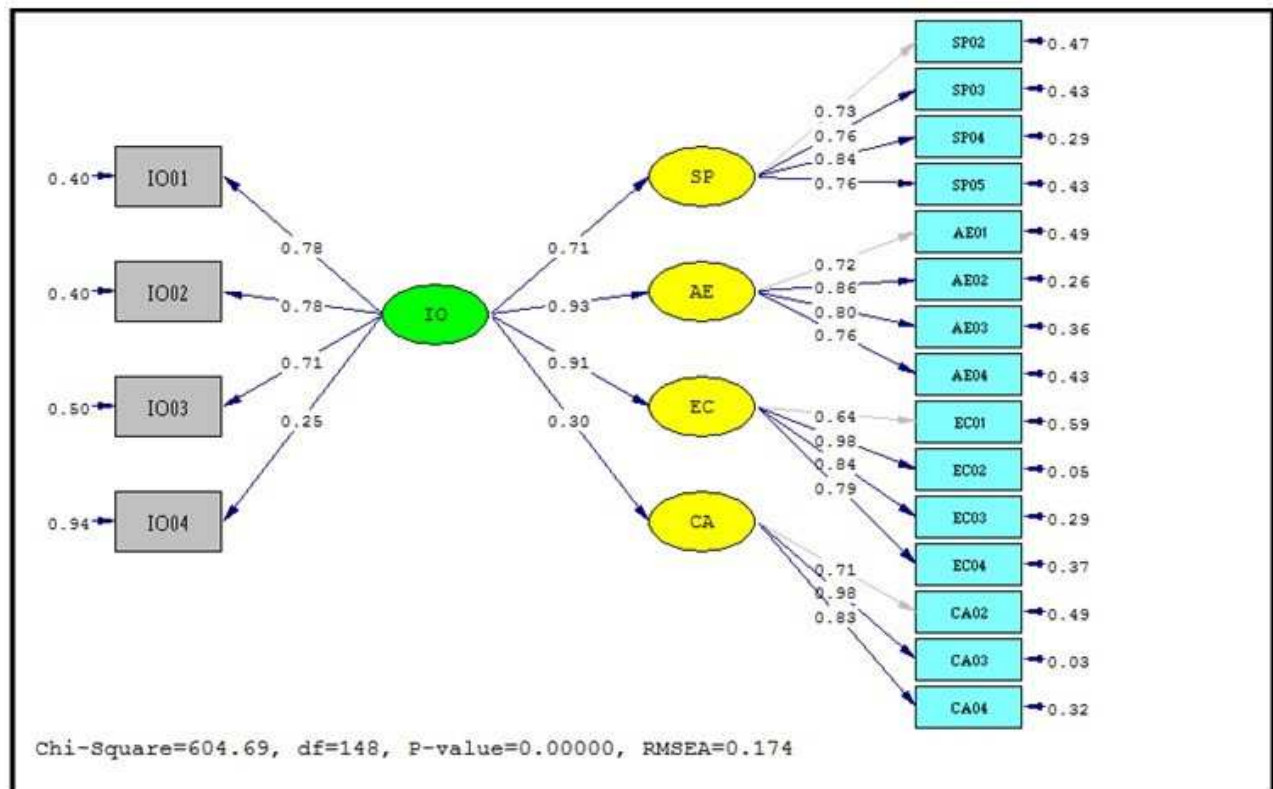 SP02
0.47
SP03
0.43
SP04
0.29
SP05
0.43
AE01
0.49
AE02
0.26
AE03
0.36
AE04
0.43
EC01
0.59
EC02
0.05
EC03
0.29
EC04
0.37
CA02
0.49
CA03
0.03
CA04
0.32
0.73
0.76
0.84
0.76
0.72
0.86
0.80
0.76
0.64
0.98
0.84
0.79
0.71
0.98
0.83
SP
AE
EC
CA
0.71
0.93
0.91
0.30
IO
0.78
0.78
0.71
0.25
0.40
IO01
0.40
IO02
0.50
IO03
0.94
IO04
Chi-Square=604.69, df=148, P-value=0.00000, RMSEA=0.174